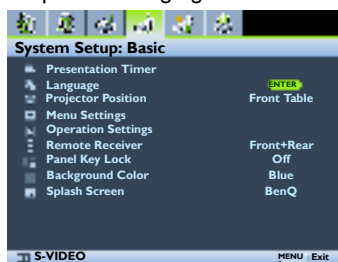 System Setup: Basic
Presentation Timer
Language ENTER
Projector Position Front Table
Menu Settings
Operation Settings
Remote Receiver Front+Rear
Panel Key Lock Off
Background Color Blue
Splash Screen BenQ
S-VIDEO MENU Exit